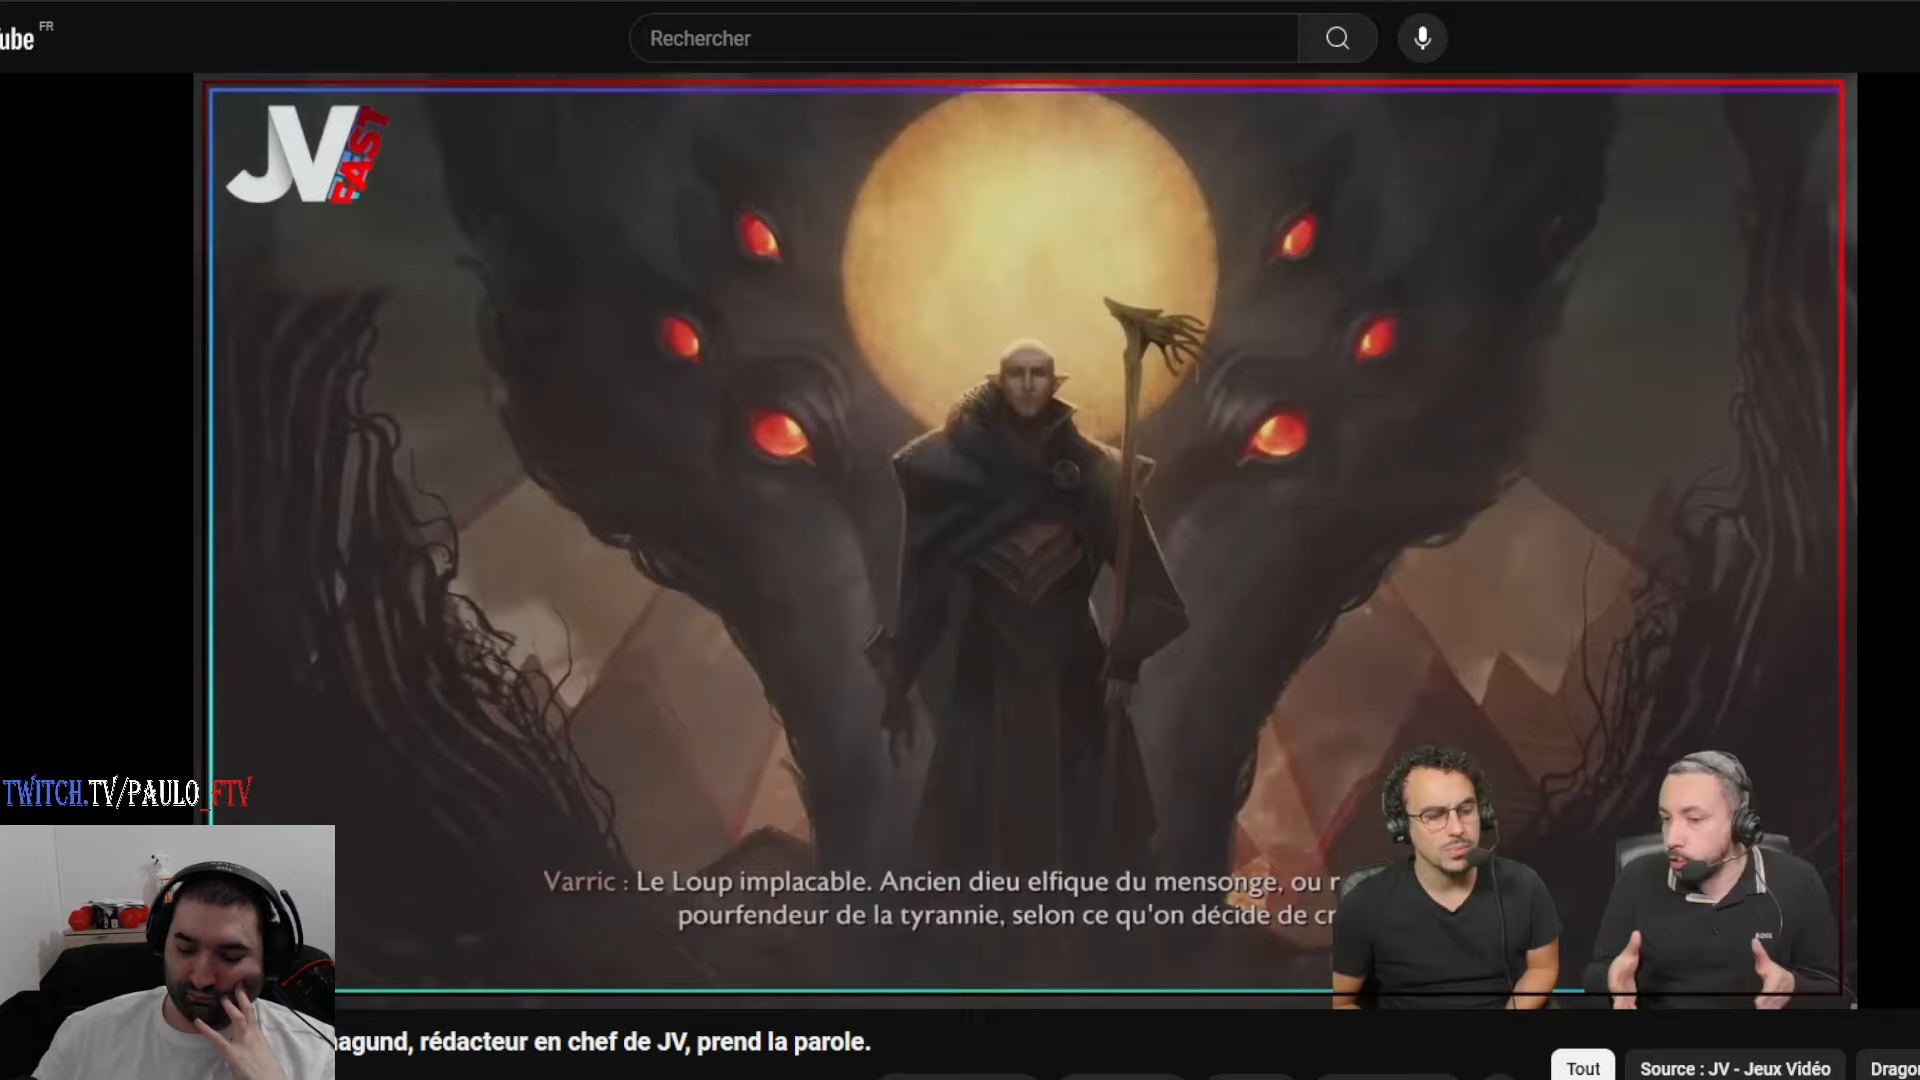 ube FR
Rechercher
JV FAST
TWITCH.TV/PAULO_FTV
Varric : Le Loup implacable. Ancien dieu elfique du mensonge, ou
pourfendeur de la tyrannie, selon ce qu'on décide de cr
BOSS
agund, rédacteur en chef de JV, prend la parole.
Tout
Source : JV - Jeux Vidéo
Drago